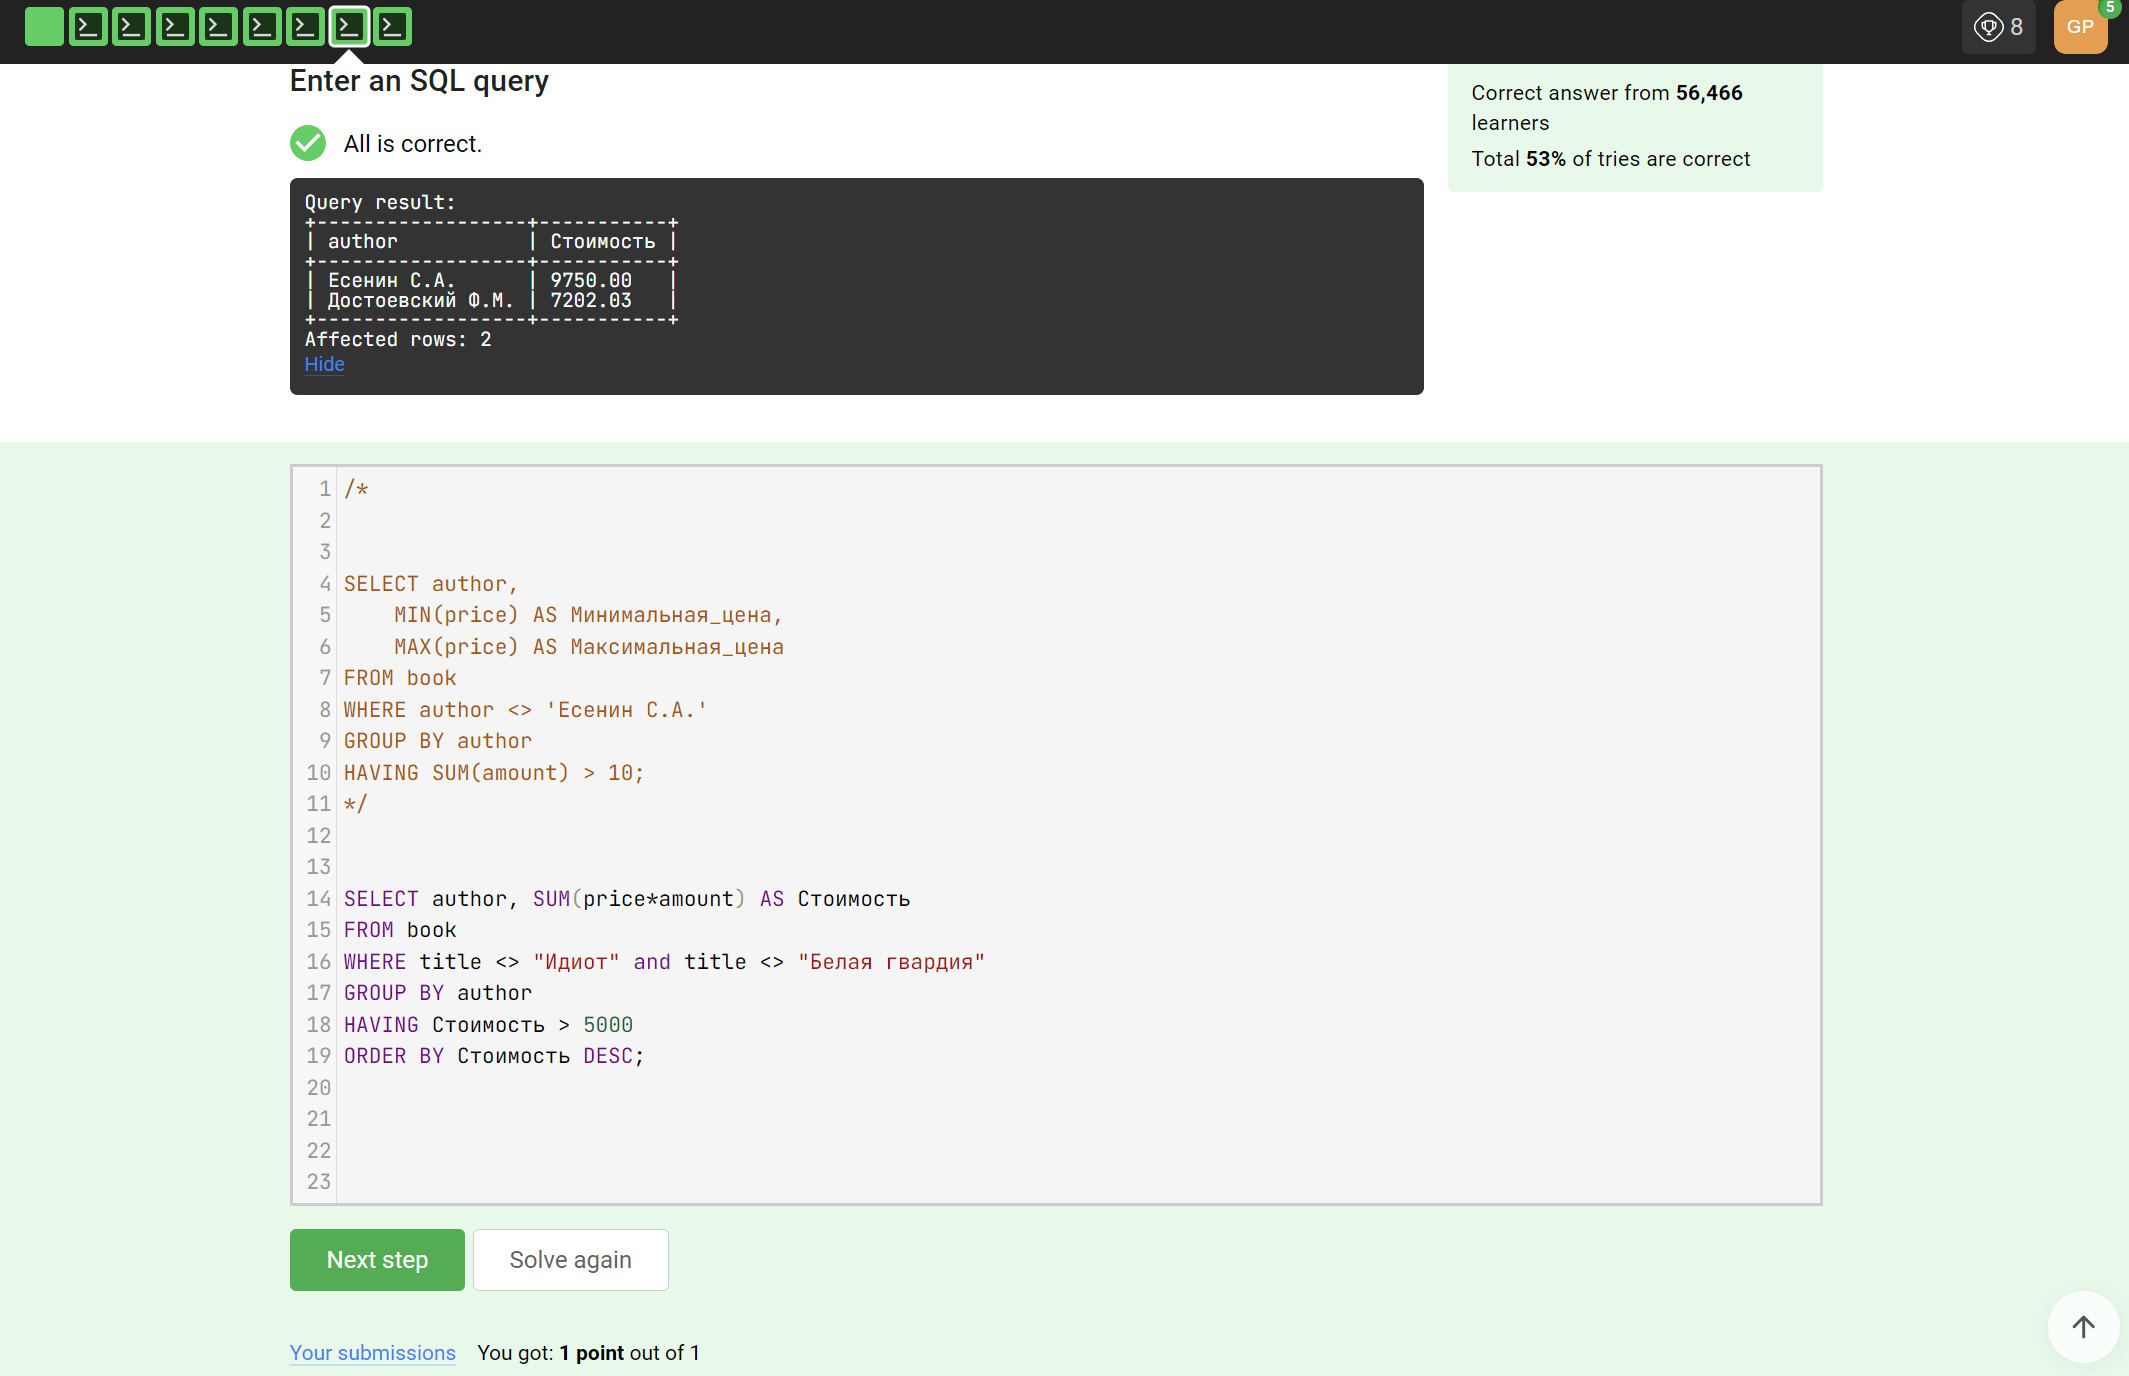 8
GP
5
Enter an SQL query
Correct answer from 56,466
learners
Total 53% of tries are correct
All is correct.
Query result:
+------------------+-----------+
| author           | Стоимость |
+------------------+-----------+
| Есенин С.А.      | 9750.00   |
| Достоевский Ф.М. | 7202.03   |
+------------------+-----------+
Affected rows: 2
Hide
1 /*
2
3
4 SELECT author,
5     MIN(price) AS Минимальная_цена,
6     MAX(price) AS Максимальная_цена
7 FROM book
8 WHERE author <> 'Есенин С.А.'
9 GROUP BY author
10 HAVING SUM(amount) > 10;
11 */
12
13
14 SELECT author, SUM(price*amount) AS Стоимость
15 FROM book
16 WHERE title <> "Идиот" and title <> "Белая гвардия"
17 GROUP BY author
18 HAVING Стоимость > 5000
19 ORDER BY Стоимость DESC;
20
21
22
23
Next step
Solve again
Your submissions You got: 1 point out of 1